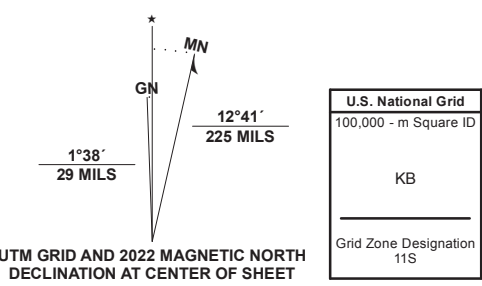 MN
GN
12°41´
225 MILS
1°38´
29 MILS
UTM GRID AND 2022 MAGNETIC NORTH
DECLINATION AT CENTER OF SHEET
U.S. National Grid
100,000 - m Square ID
KB
Grid Zone Designation
11S